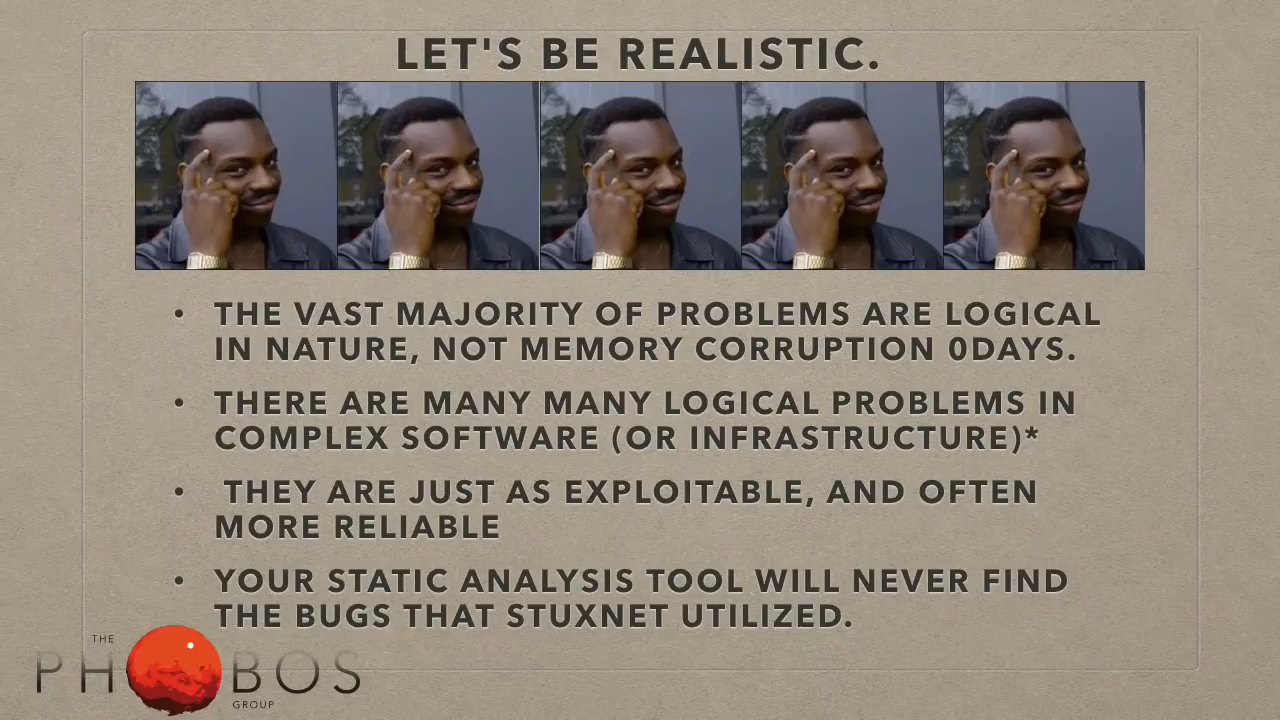 LET'S BE REALISTIC.
• THE VAST MAJORITY OF PROBLEMS ARE LOGICAL
IN NATURE, NOT MEMORY CORRUPTION 0DAYS.
• THERE ARE MANY MANY LOGICAL PROBLEMS IN
COMPLEX SOFTWARE (OR INFRASTRUCTURE)*
• THEY ARE JUST AS EXPLOITABLE, AND OFTEN
MORE RELIABLE
• YOUR STATIC ANALYSIS TOOL WILL NEVER FIND
THE BUGS THAT STUXNET UTILIZED.
THE
PHOBOS
GROUP